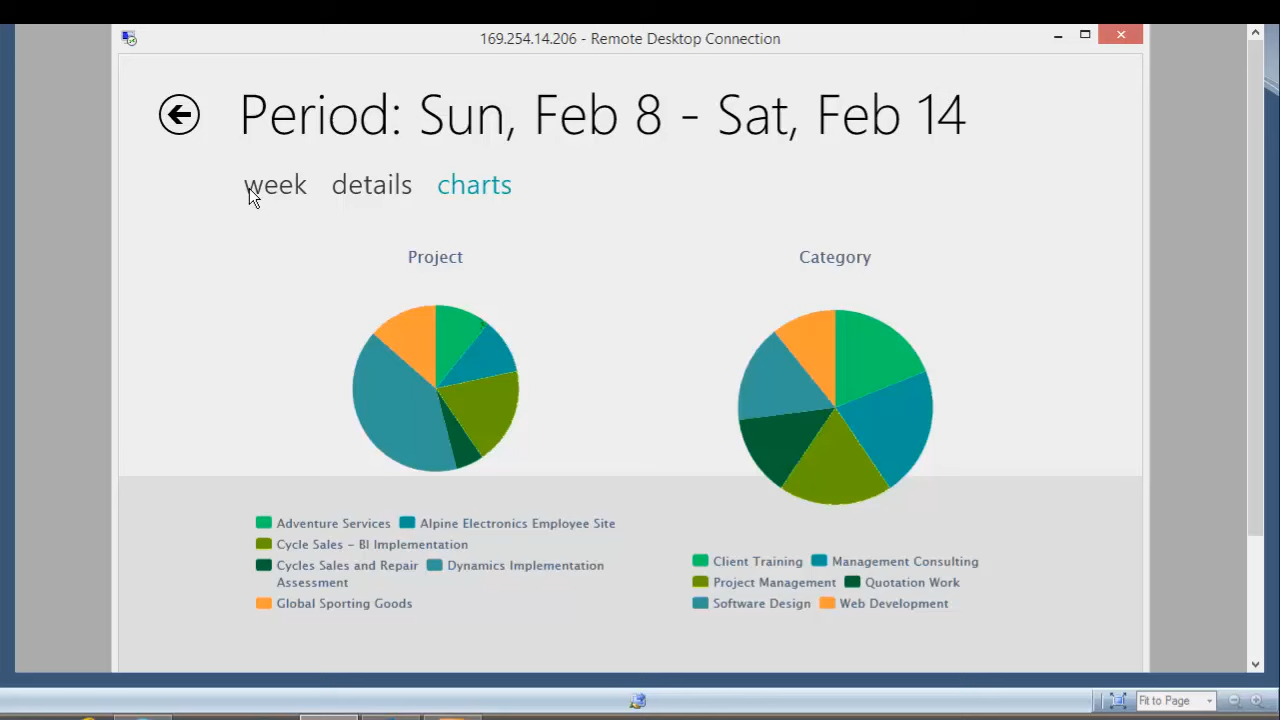 169.254.14.206 - Remote Desktop Connection
Period: Sun, Feb 8 - Sat, Feb 14
week details charts
Project
Category
Adventure Services Alpine Electronics Employee Site
Cycle Sales - BI Implementation
Cycles Sales and Repair Assessment Dynamics Implementation
Global Sporting Goods
Client Training Management Consulting
Project Management Quotation Work
Software Design Web Development
Fit to Page